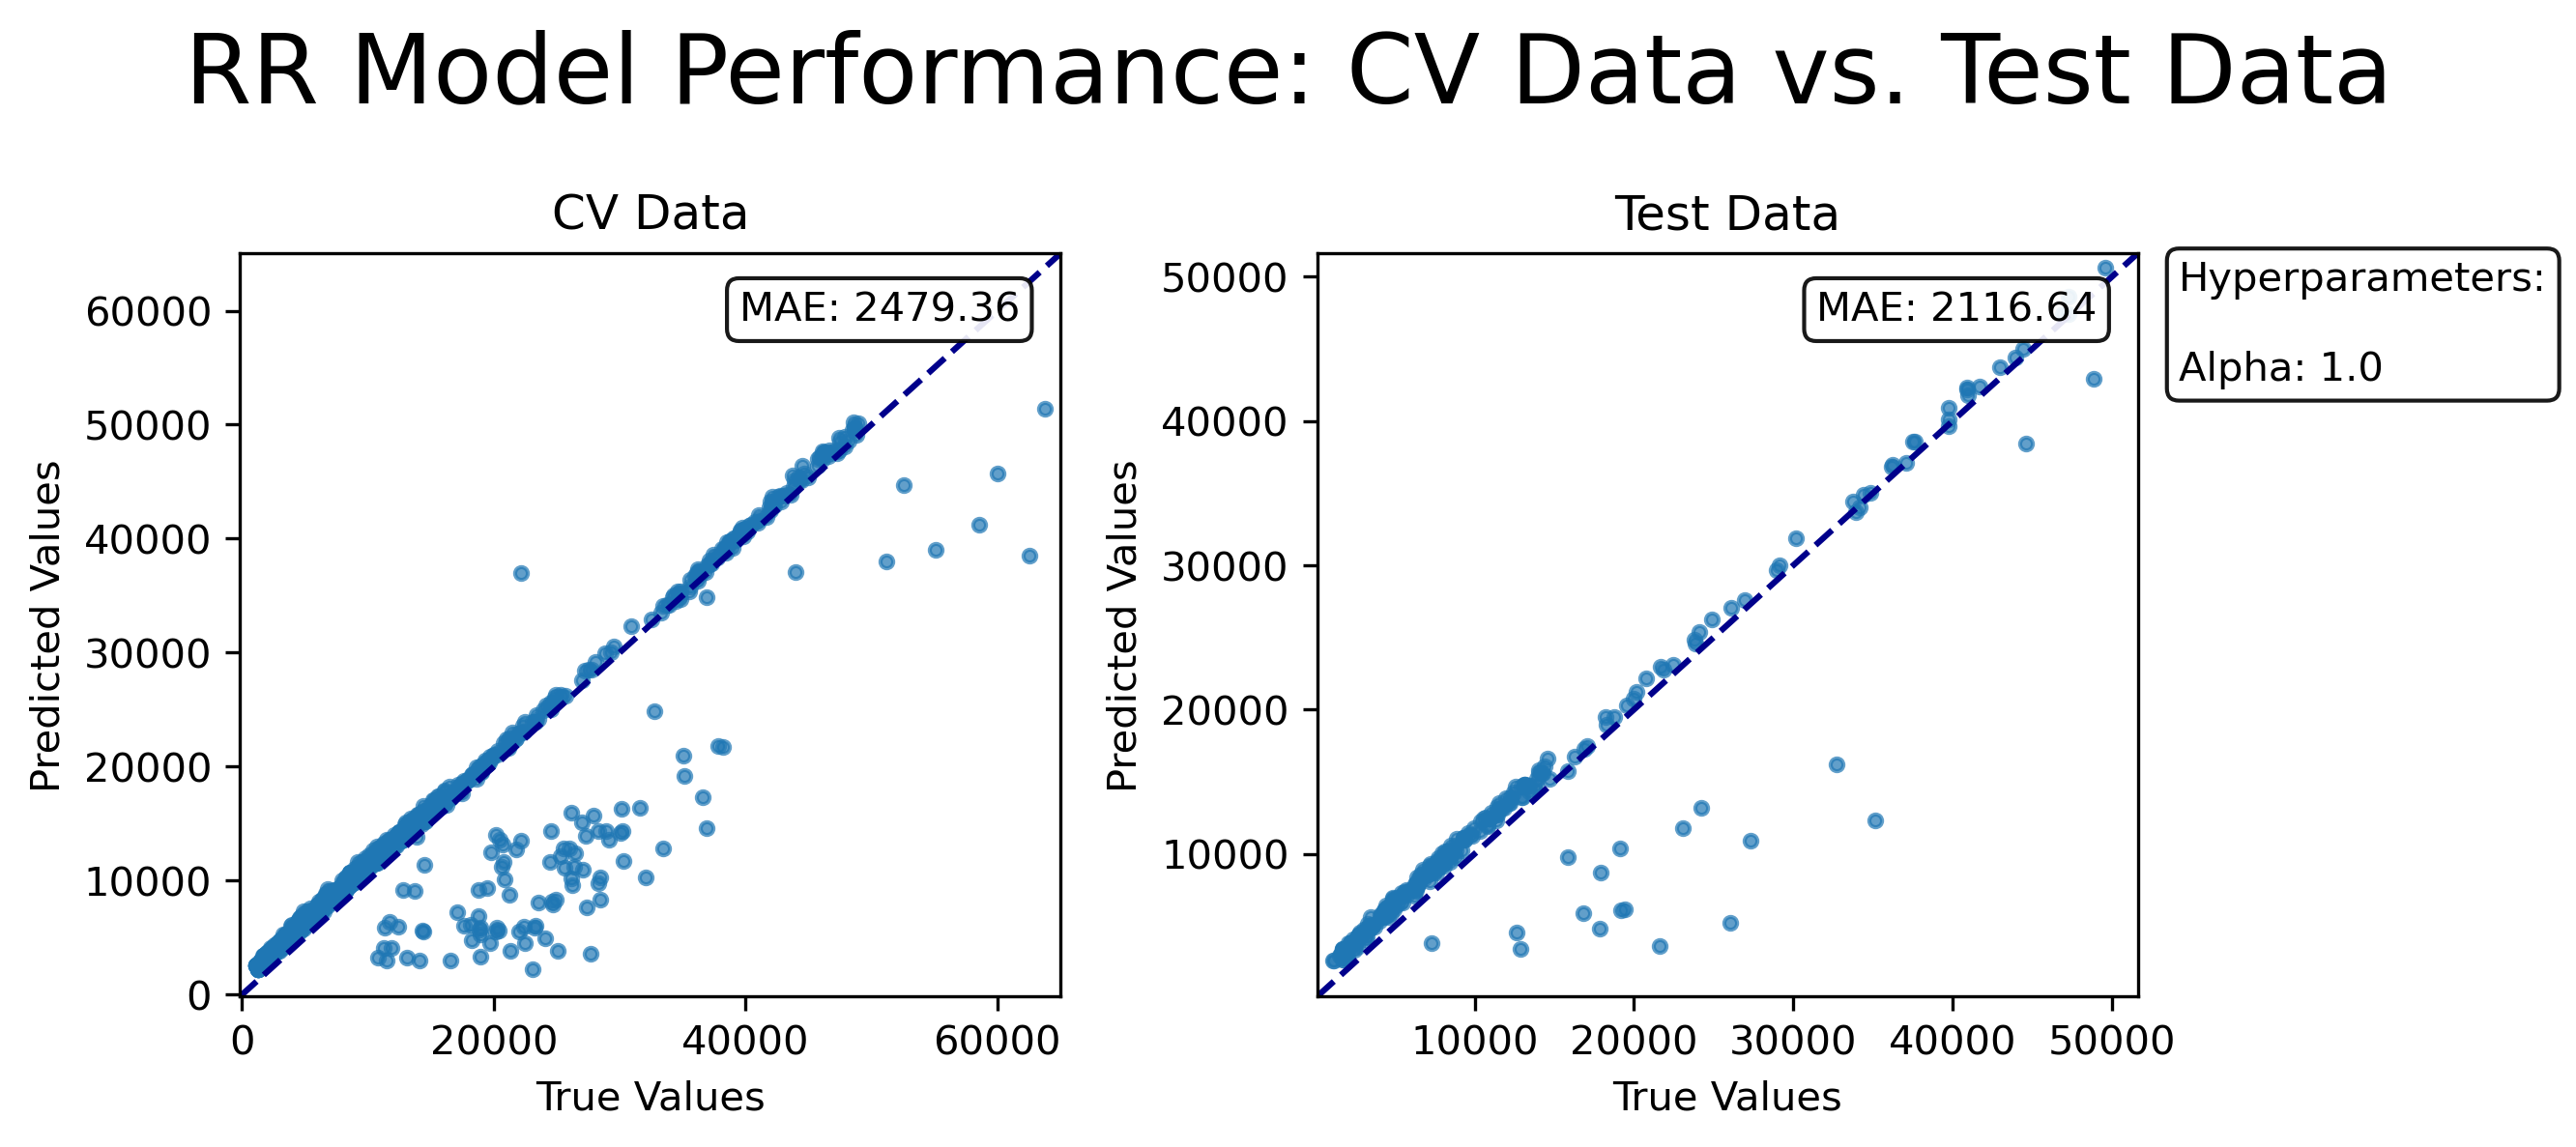 RR Model Performance: CV Data vs. Test Data
CV Data
MAE: 2479.36
60000
50000
40000
30000
20000
10000
0
Predicted Values
0 20000 40000 60000
True Values
Test Data
MAE: 2116.64
50000
40000
30000
20000
10000
Predicted Values
10000 20000 30000 40000 50000
True Values
Hyperparameters:
Alpha: 1.0